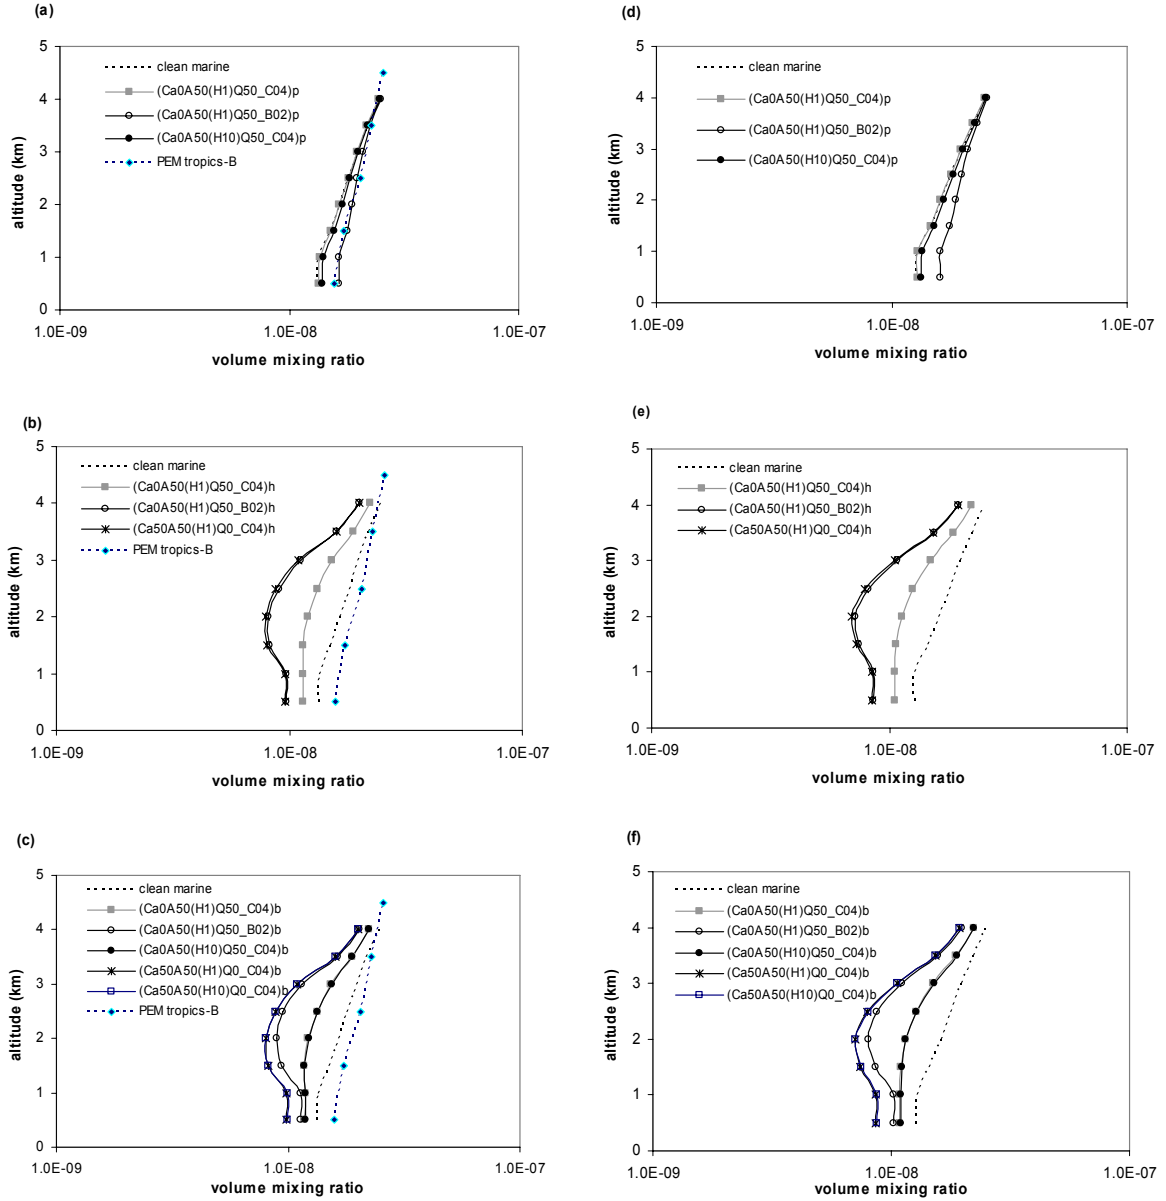 (a)
5
4
3
2
1
0
altitude (km)
clean marine
(Ca0A50(H1)Q50_C04)p
(Ca0A50(H1)Q50_B02)p
(Ca0A50(H10)Q50_C04)p
PEM tropics-B
1.0E-09 1.0E-08 1.0E-07
volume mixing ratio
(d)
5
4
3
2
1
0
altitude (km)
clean marine
(Ca0A50(H1)Q50_C04)p
(Ca0A50(H1)Q50_B02)p
(Ca0A50(H10)Q50_C04)p
1.0E-09 1.0E-08 1.0E-07
volume mixing ratio
(b)
5
4
3
2
1
0
altitude (km)
clean marine
(Ca0A50(H1)Q50_C04)h
(Ca0A50(H1)Q50_B02)h
(Ca50A50(H1)Q0_C04)h
PEM tropics-B
1.0E-09 1.0E-08 1.0E-07
volume mixing ratio
(e)
5
4
3
2
1
0
altitude (km)
clean marine
(Ca0A50(H1)Q50_C04)h
(Ca0A50(H1)Q50_B02)h
(Ca50A50(H1)Q0_C04)h
1.0E-09 1.0E-08 1.0E-07
volume mixing ratio
(c)
5
4
3
2
1
0
altitude (km)
clean marine
(Ca0A50(H1)Q50_C04)b
(Ca0A50(H1)Q50_B02)b
(Ca0A50(H10)Q50_C04)b
(Ca50A50(H1)Q0_C04)b
(Ca50A50(H10)Q0_C04)b
PEM tropics-B
1.0E-09 1.0E-08 1.0E-07
volume mixing ratio
(f)
5
4
3
2
1
0
altitude (km)
clean marine
(Ca0A50(H1)Q50_C04)b
(Ca0A50(H1)Q50_B02)b
(Ca0A50(H10)Q50_C04)b
(Ca50A50(H1)Q0_C04)b
(Ca50A50(H10)Q0_C04)b
1.0E-09 1.0E-08 1.0E-07
volume mixing ratio